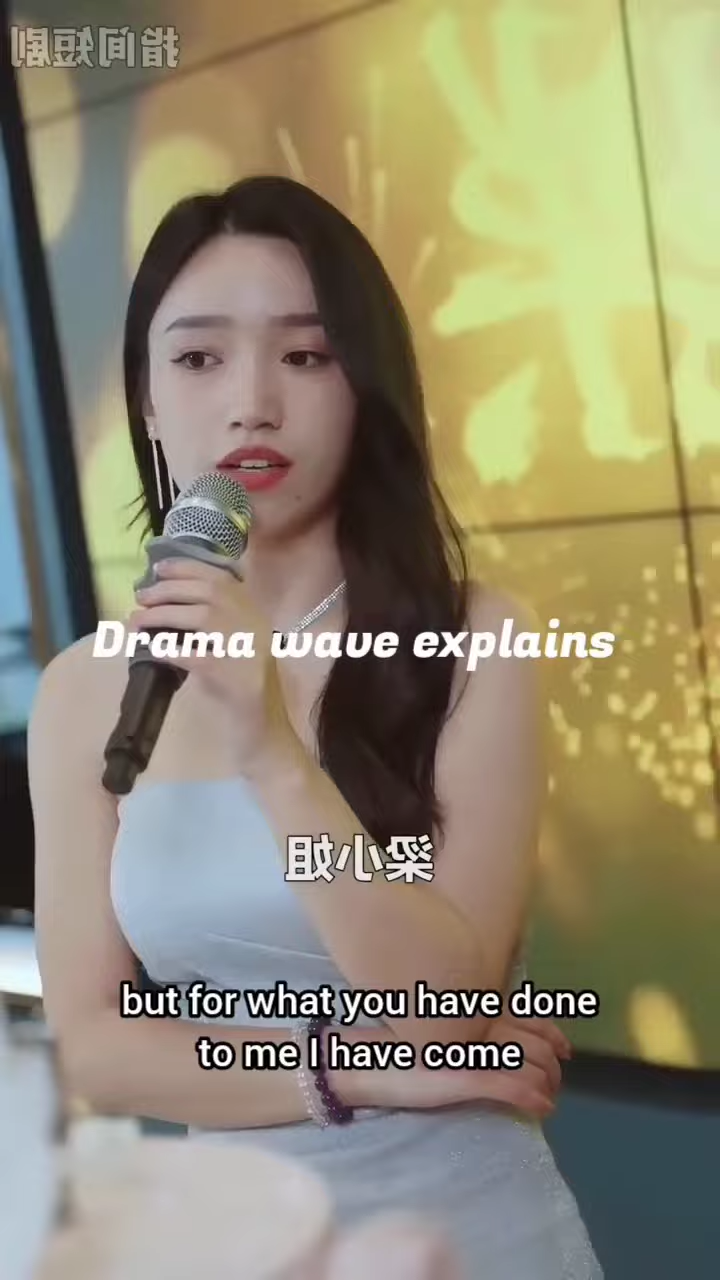 指间短剧
Drama wave explains
梁小姐
but for what you have done
to me I have come